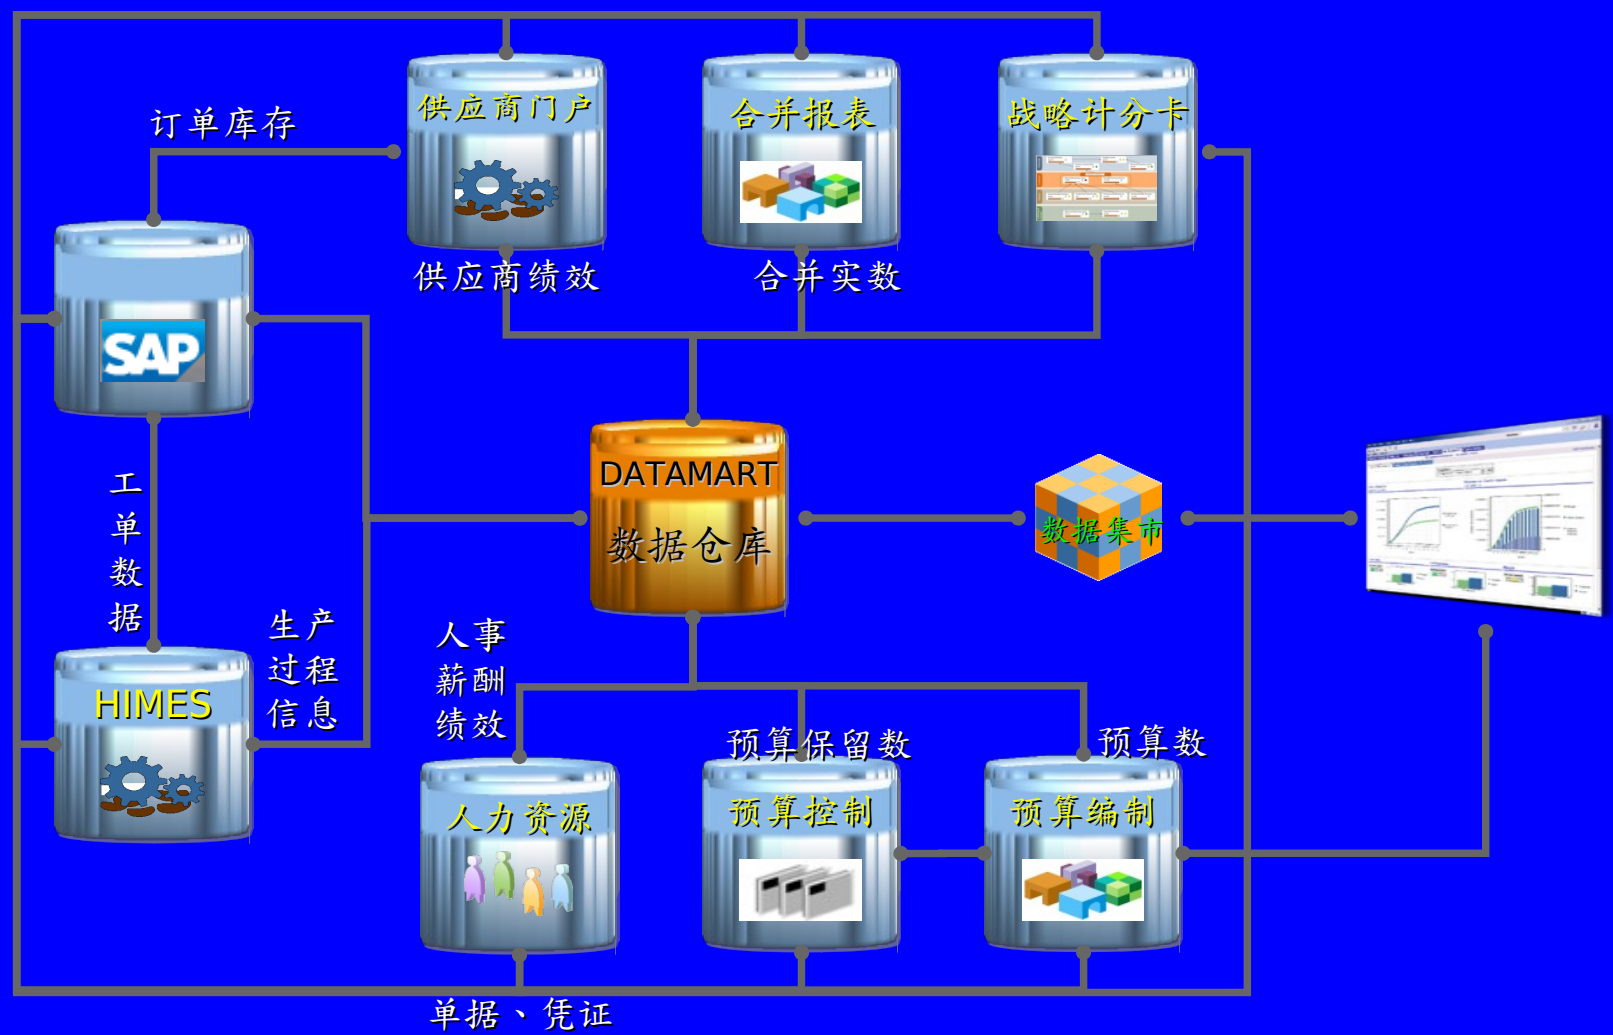 供应商门户
合并报表
战略计分卡
订单库存
供应商绩效
合并实数
SAP
DATAMART
数据仓库
数据集市
工
单
数
据
生产
过程
信息
HIMES
人事
薪酬
绩效
预算保留数
预算数
人力资源
预算控制
预算编制
单据、凭证